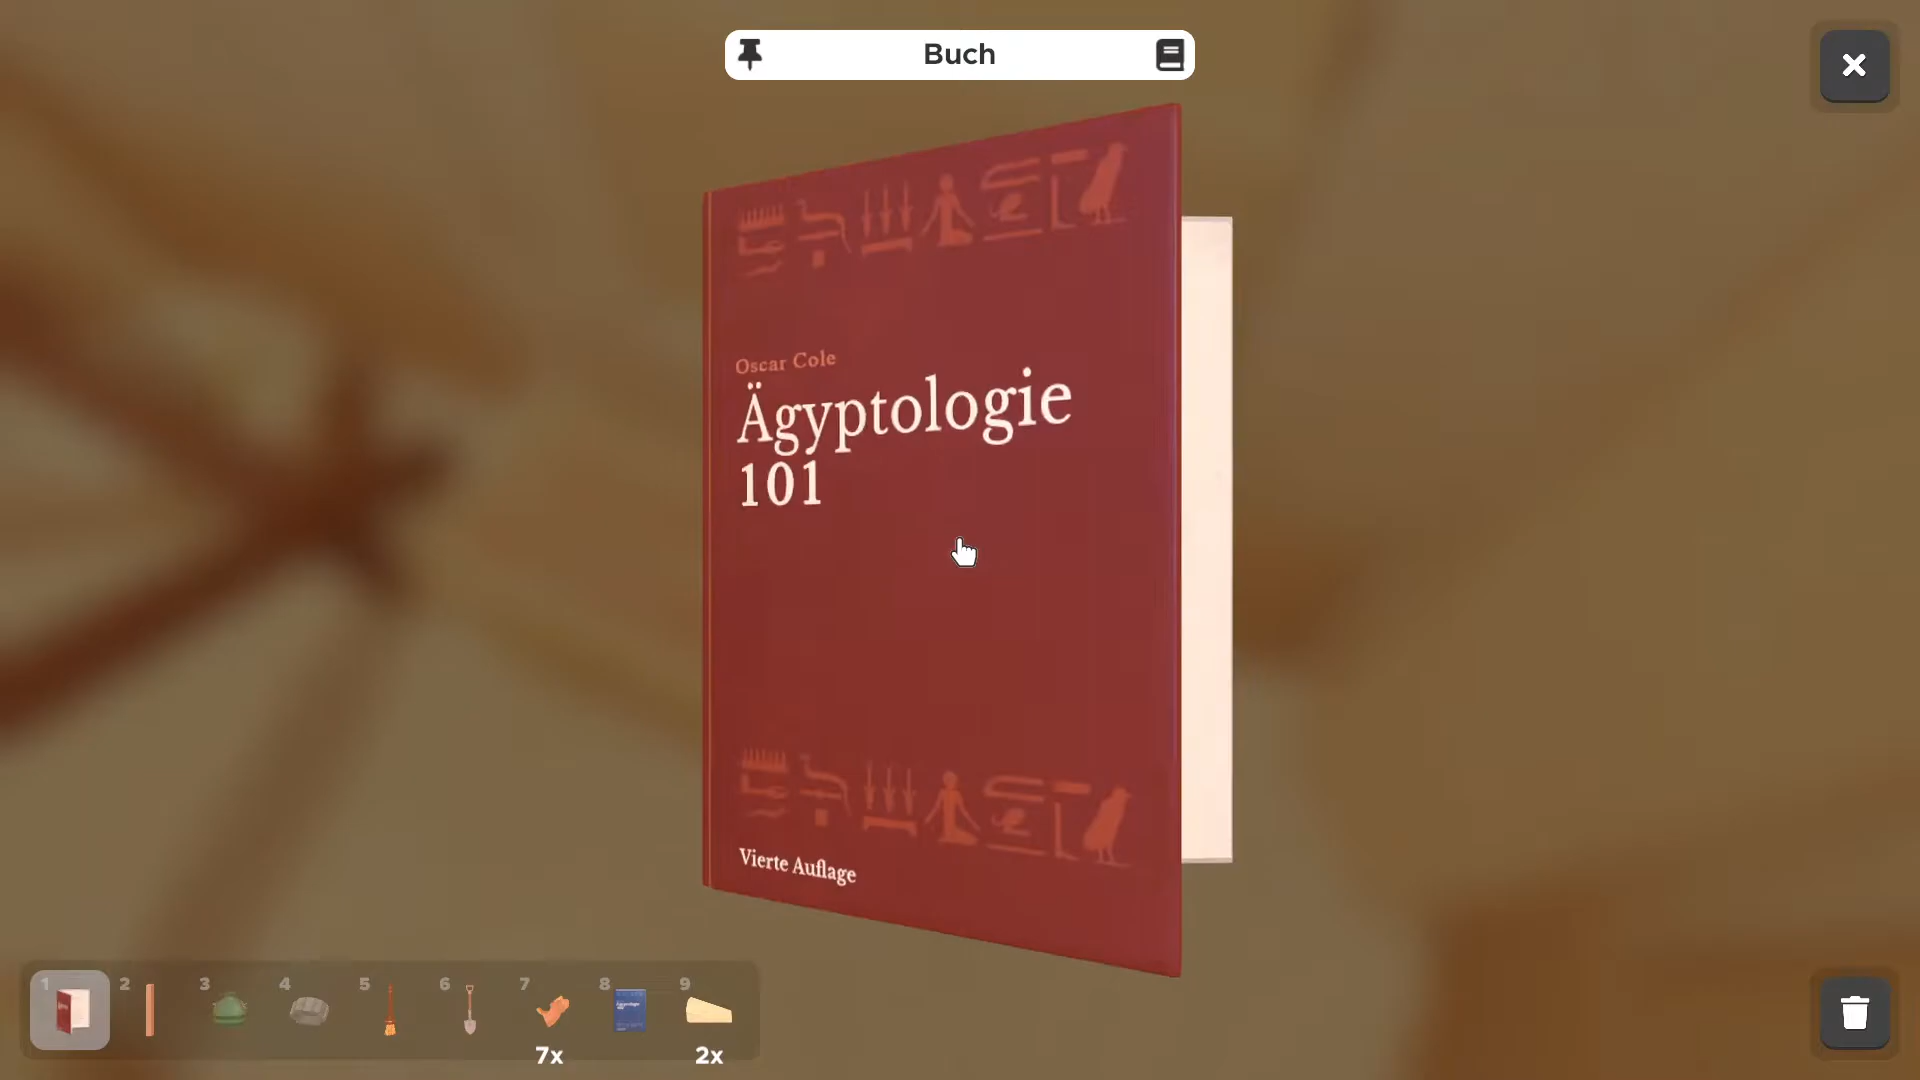 Buch
Oscar Cole
Ägyptologie
101
Vierte Auflage
1 2 3 4 5 6 7 8 9
7x 2x